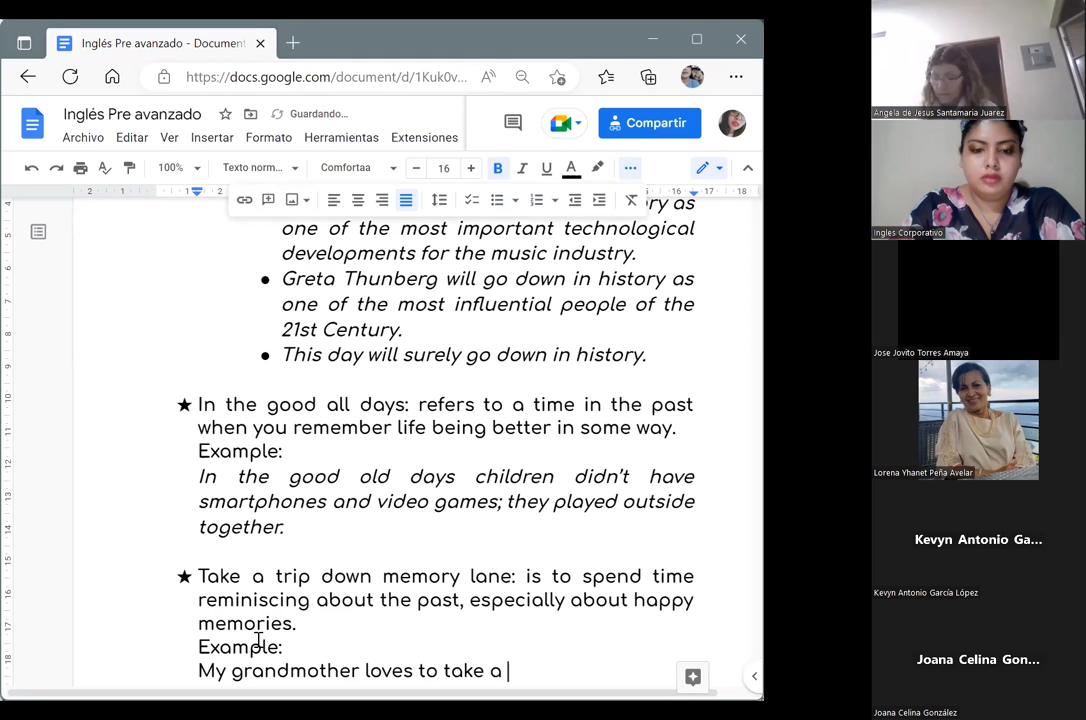 Inglés Pre avanzado - Document
https://docs.google.com/document/d/1Kuk0v...
Inglés Pre avanzado
Guardando...
Compartir
Archivo Editar Ver Insertar Formato Herramientas Extensiones
100% Texto norm... Comfortaa 16
2 1 1 2 16 17 18
ry as
one of the most important technological
developments for the music industry.
● Greta Thunberg will go down in history as
one of the most influential people of the
21st Century.
● This day will surely go down in history.
★ In the good all days: refers to a time in the past
when you remember life being better in some way.
Example:
In the good old days children didn't have
smartphones and video games; they played outside
together.
★ Take a trip down memory lane: is to spend time
reminiscing about the past, especially about happy
memories.
Example:
My grandmother loves to take a
Angela de Jesus Santamaria Juarez
Ingles Corporativo
Jose Jovito Torres Amaya
Lorena Yhanet Peña Avelar
Kevyn Antonio Ga...
Kevyn Antonio García López
Joana Celina Gon...
Joana Celina González